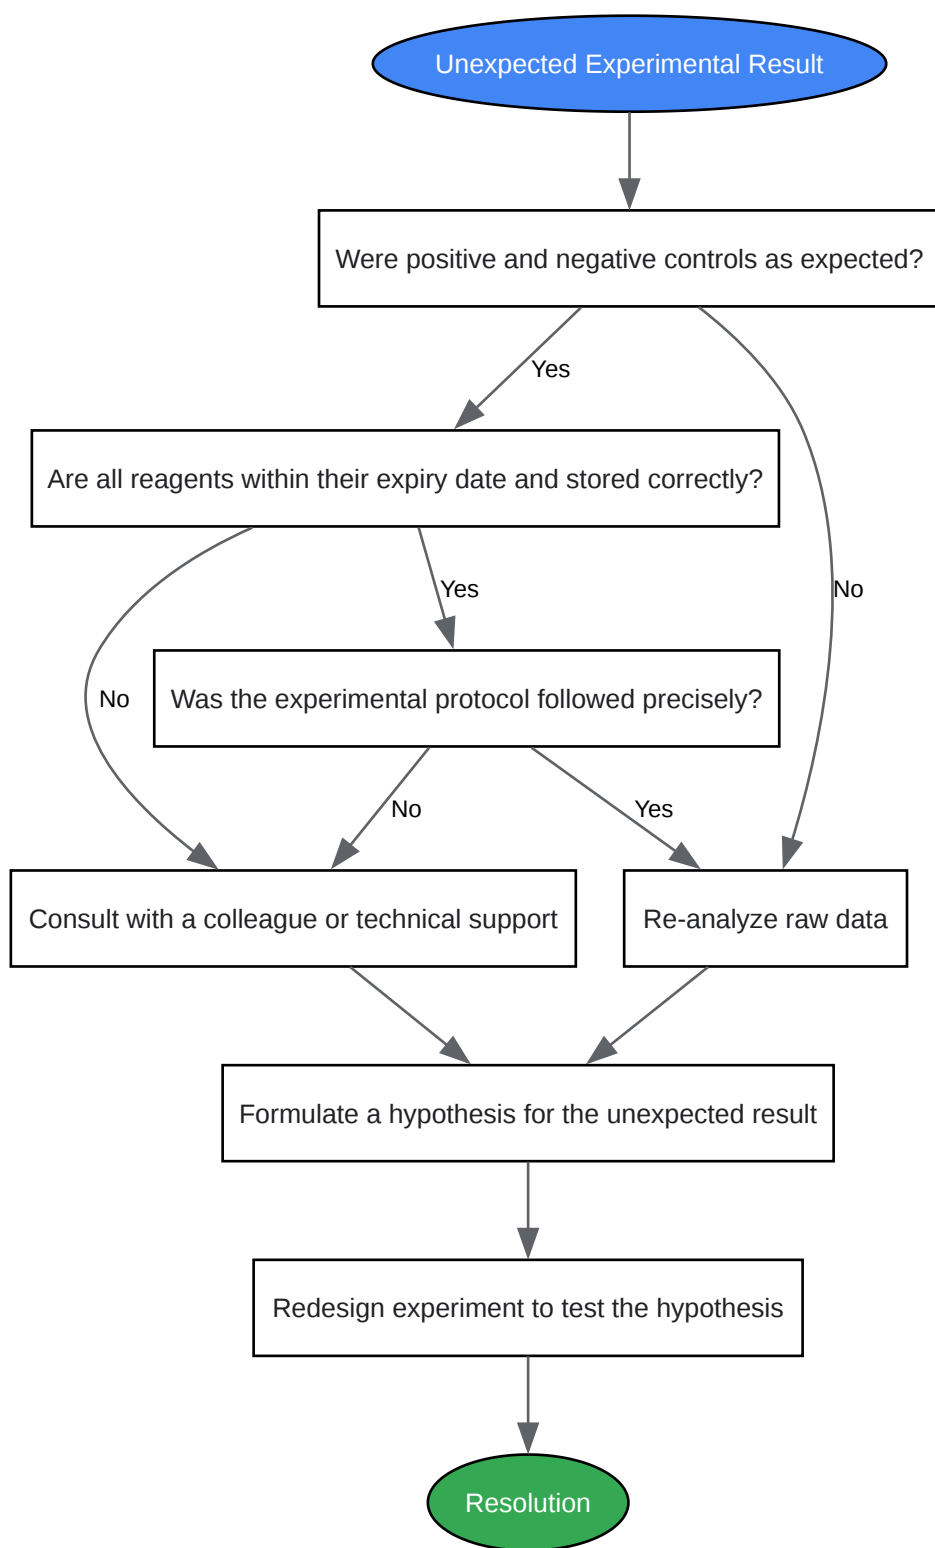 Unexpected Experimental Result
Were positive and negative controls as expected?
Yes
Are all reagents within their expiry date and stored correctly?
Yes
No
No
Was the experimental protocol followed precisely?
No
Yes
Consult with a colleague or technical support
Re-analyze raw data
Formulate a hypothesis for the unexpected result
Redesign experiment to test the hypothesis
Resolution